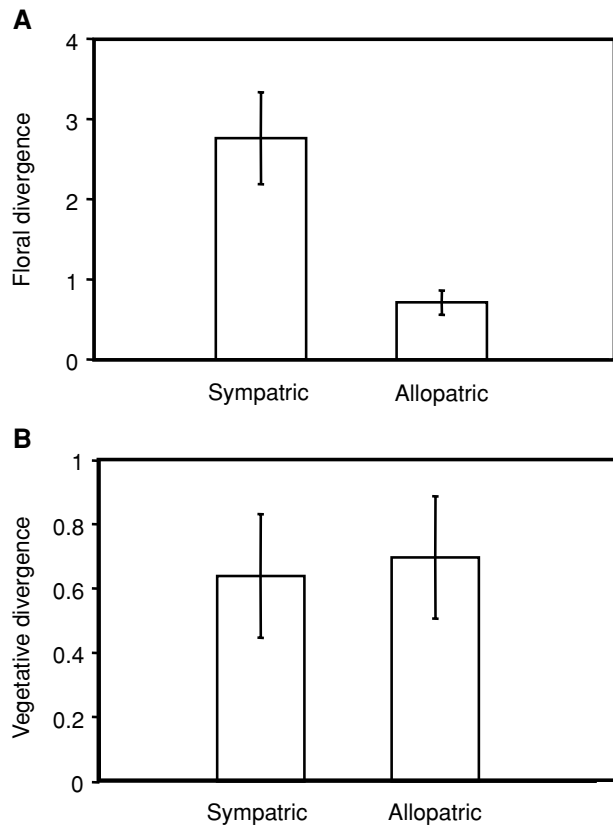 A
4
3
2
1
0
Floral divergence
Sympatric Allopatric
B
1
0.8
0.6
0.4
0.2
0
Vegetative divergence
Sympatric Allopatric